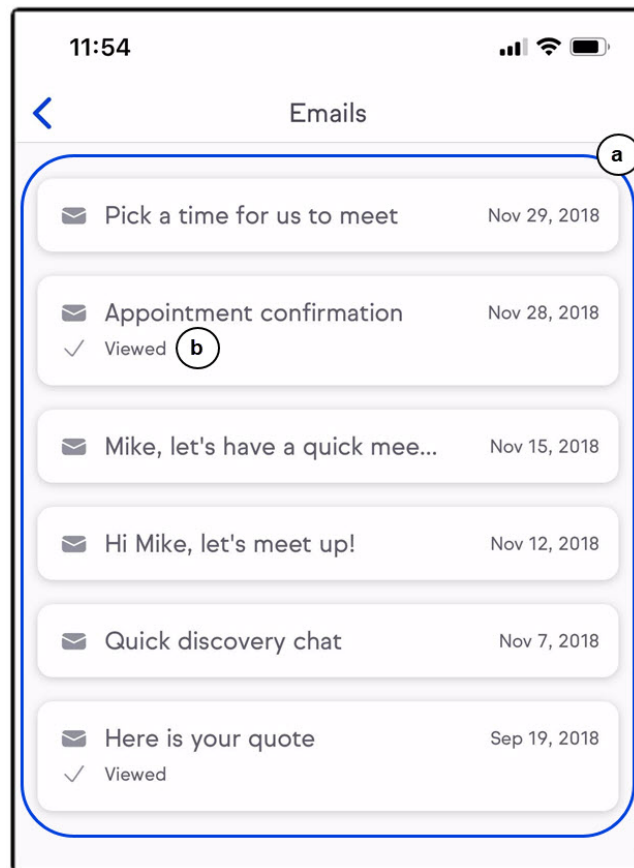 11:54
Emails
a
Pick a time for us to meet Nov 29, 2018
Appointment confirmation Nov 28, 2018
Viewed b
Mike, let's have a quick mee... Nov 15, 2018
Hi Mike, let's meet up! Nov 12, 2018
Quick discovery chat Nov 7, 2018
Here is your quote Sep 19, 2018
Viewed